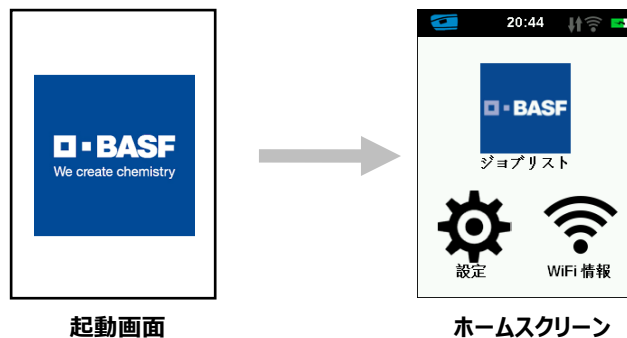 BASF
We create chemistry
起動画面
20:44
BASF
ジョブリスト
設定
WiFi 情報
ホームスクリーン